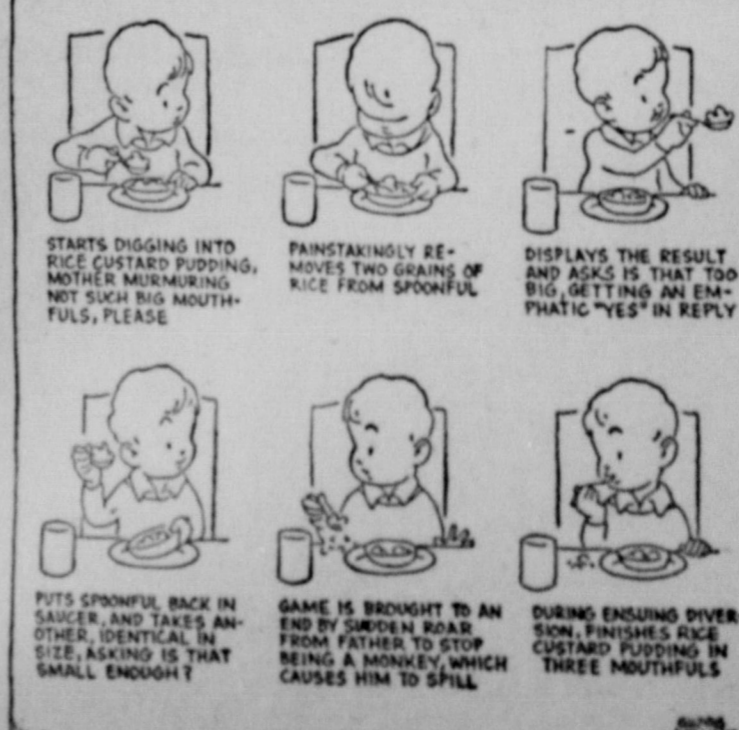 STARTS DIGGING INTO
RICE CUSTARD PUDDING,
MOTHER MURMURING
NOT SUCH BIG MOUTH-
FULS, PLEASE
PAINSTAKINGLY RE-
MOVES TWO GRAINS OF
RICE FROM SPOONFUL
DISPLAYS THE RESULT
AND ASKS IS THAT TOO
BIG, GETTING AN EM-
PHATIC "YES" IN REPLY
PUTS SPOONFUL BACK IN
SAUCER, AND TAKES AN-
OTHER, IDENTICAL IN
SIZE, ASKING IS THAT
SMALL ENOUGH?
GAME IS BROUGHT TO AN
END BY SUDDEN ROAR
FROM FATHER TO STOP
BEING A MONKEY, WHICH
CAUSES HIM TO SPILL
DURING ENSUING DIVER-
SION, FINISHES RICE
CUSTARD PUDDING IN
THREE MOUTHFULS